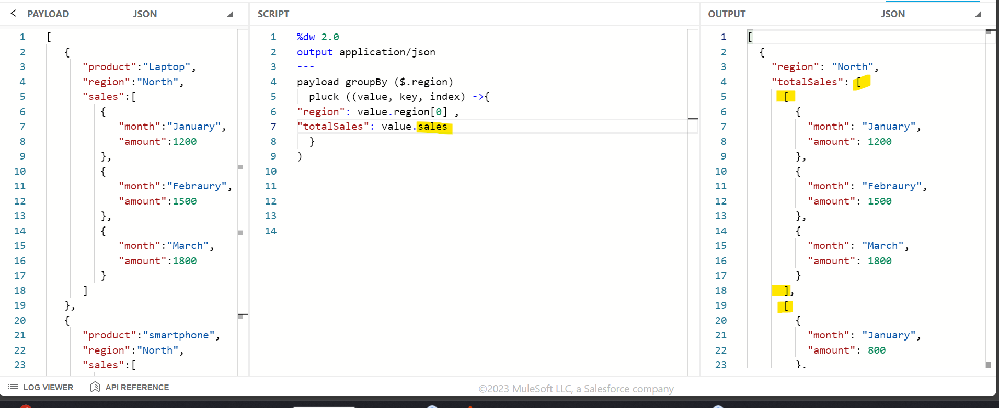 PAYLOAD JSON
1 [
2 {
3 "product":"Laptop",
4 "region":"North",
5 "sales":[
6 {
7 "month":"January",
8 "amount":1200
9 },
10 {
11 "month":"Febraury",
12 "amount":1500
13 },
14 {
15 "month":"March",
16 "amount":1800
17 }
18 ]
19 },
20 {
21 "product":"smartphone",
22 "region":"North",
23 "sales":[
SCRIPT
1 %dw 2.0
2 output application/json
3 ---
4 payload groupBy ($.region)
5 pluck ((value, key, index) ->{
6 "region": value.region[0] ,
7 "totalSales": value.sales
8 }
9 )
10
11
12
13
14
OUTPUT JSON
1 [
2 {
3 "region": "North",
4 "totalSales": [
5 [
6 {
7 "month": "January",
8 "amount": 1200
9 },
10 {
11 "month": "Febraury",
12 "amount": 1500
13 },
14 {
15 "month": "March",
16 "amount": 1800
17 }
18 ],
19 [
20 {
21 "month": "January",
22 "amount": 800
23 },
LOG VIEWER API REFERENCE
©2023 MuleSoft LLC, a Salesforce company